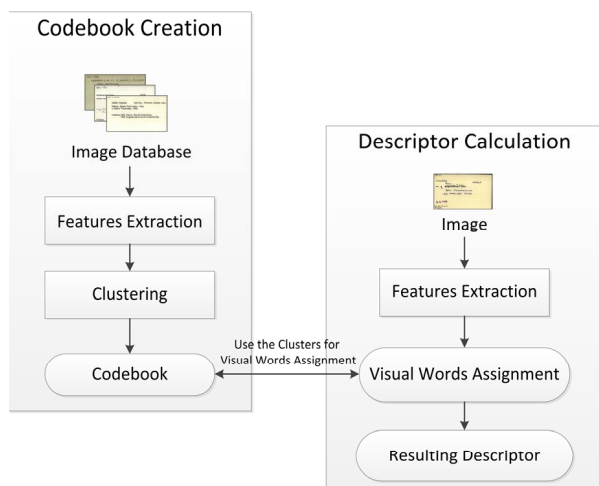 Codebook Creation
Image Database
Features Extraction
Clustering
Codebook
Use the Clusters for
Visual Words Assignment
Descriptor Calculation
Image
Features Extraction
Visual Words Assignment
Resulting Descriptor